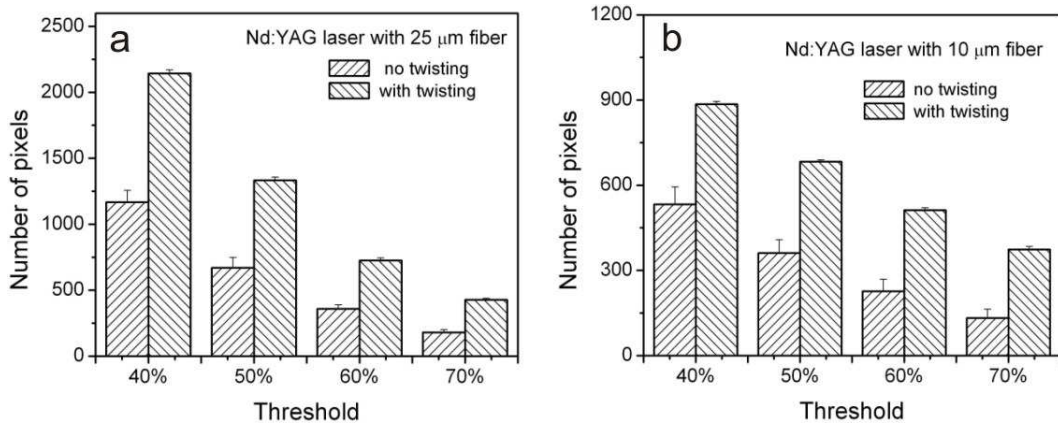 a
Nd:YAG laser with 25 μm fiber
no twisting
with twisting
Number of pixels
2500
2000
1500
1000
500
0
40% 50% 60% 70%
Threshold
b
Nd:YAG laser with 10 μm fiber
no twisting
with twisting
Number of pixels
1200
900
600
300
0
40% 50% 60% 70%
Threshold